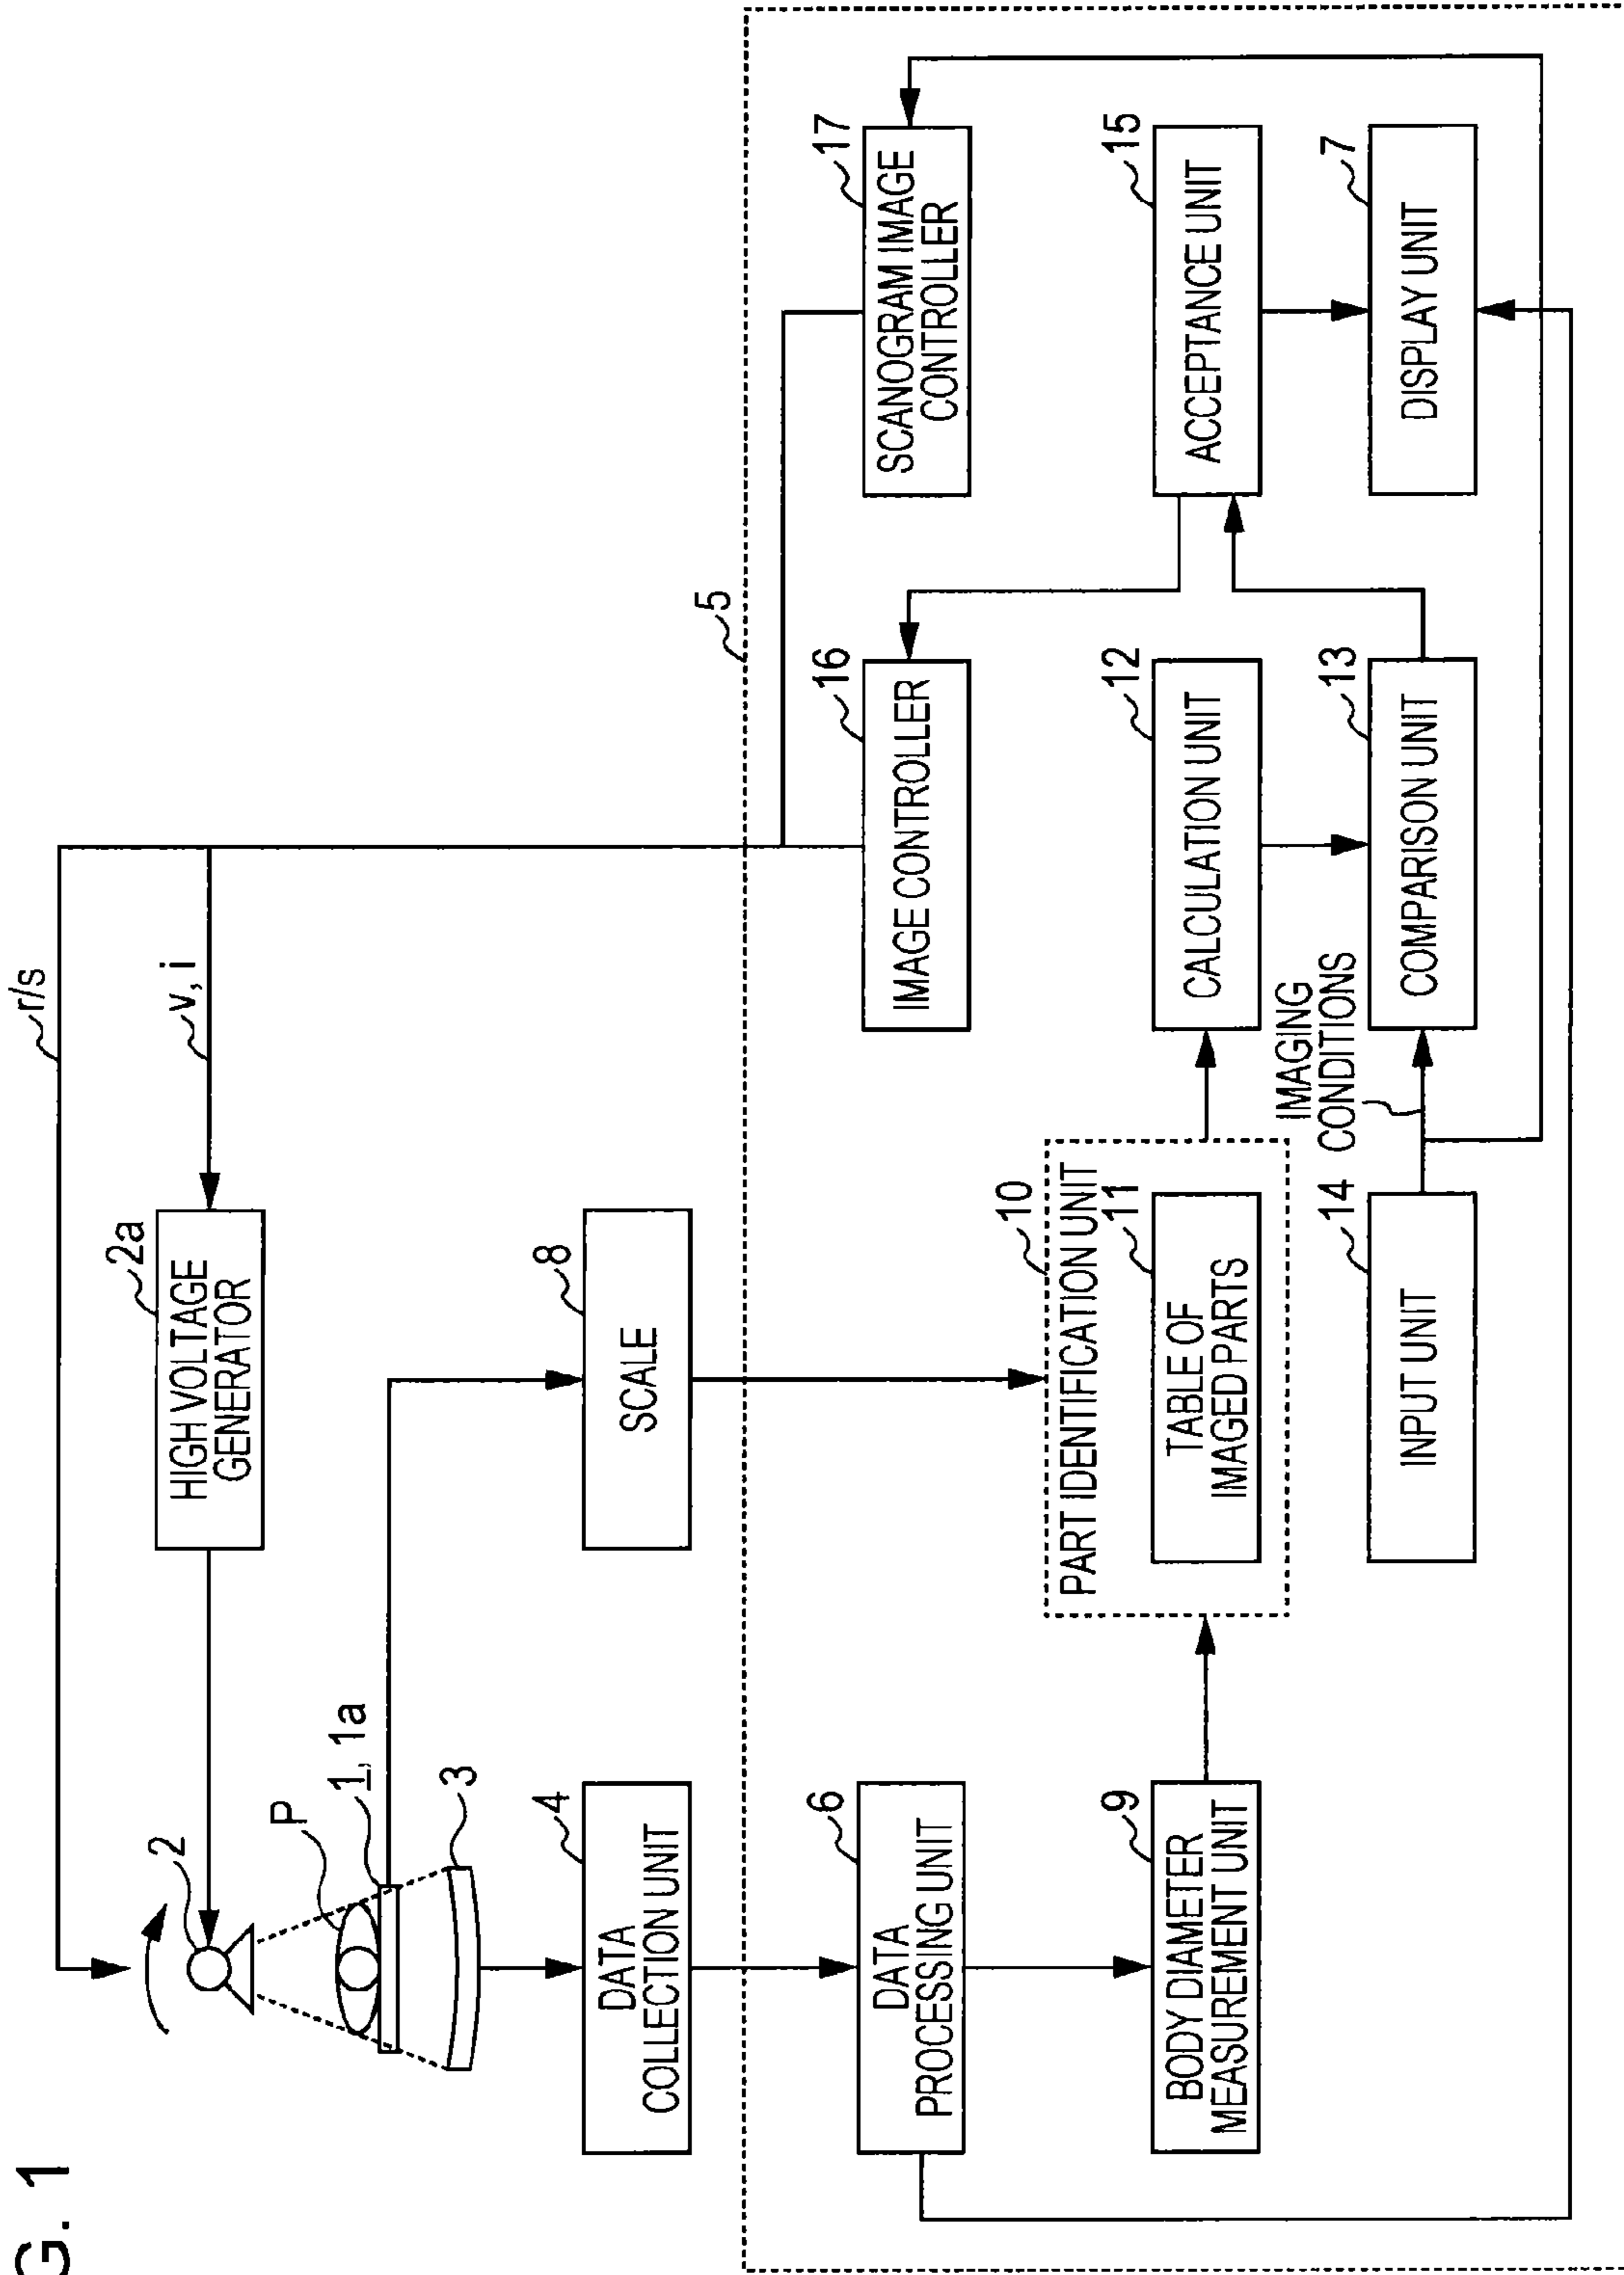 G. 1
r/s
v, i
2a
HIGH VOLTAGE
GENERATOR
2
P
1, 1a
3
4
DATA
COLLECTION UNIT
8
SCALE
5
6
DATA
PROCESSING UNIT
16
IMAGE CONTROLLER
17
SCANOGRAM IMAGE
CONTROLLER
9
BODY DIAMETER
MEASUREMENT UNIT
10
PART IDENTIFICATION UNIT
11
TABLE OF
IMAGED PARTS
12
CALCULATION UNIT
15
ACCEPTANCE UNIT
14
INPUT UNIT
IMAGING
CONDITIONS
13
COMPARISON UNIT
7
DISPLAY UNIT